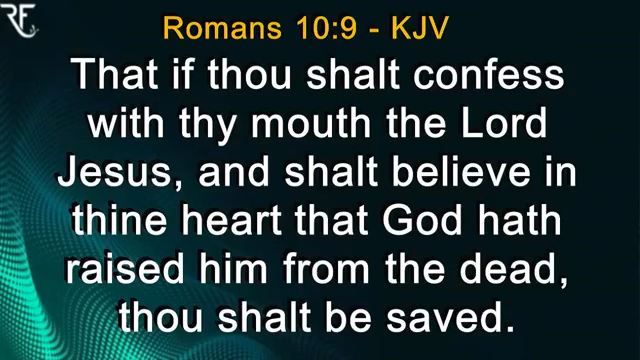 RF
Romans 10:9 - KJV
That if thou shalt confess
with thy mouth the Lord
Jesus, and shalt believe in
thine heart that God hath
raised him from the dead,
thou shalt be saved.